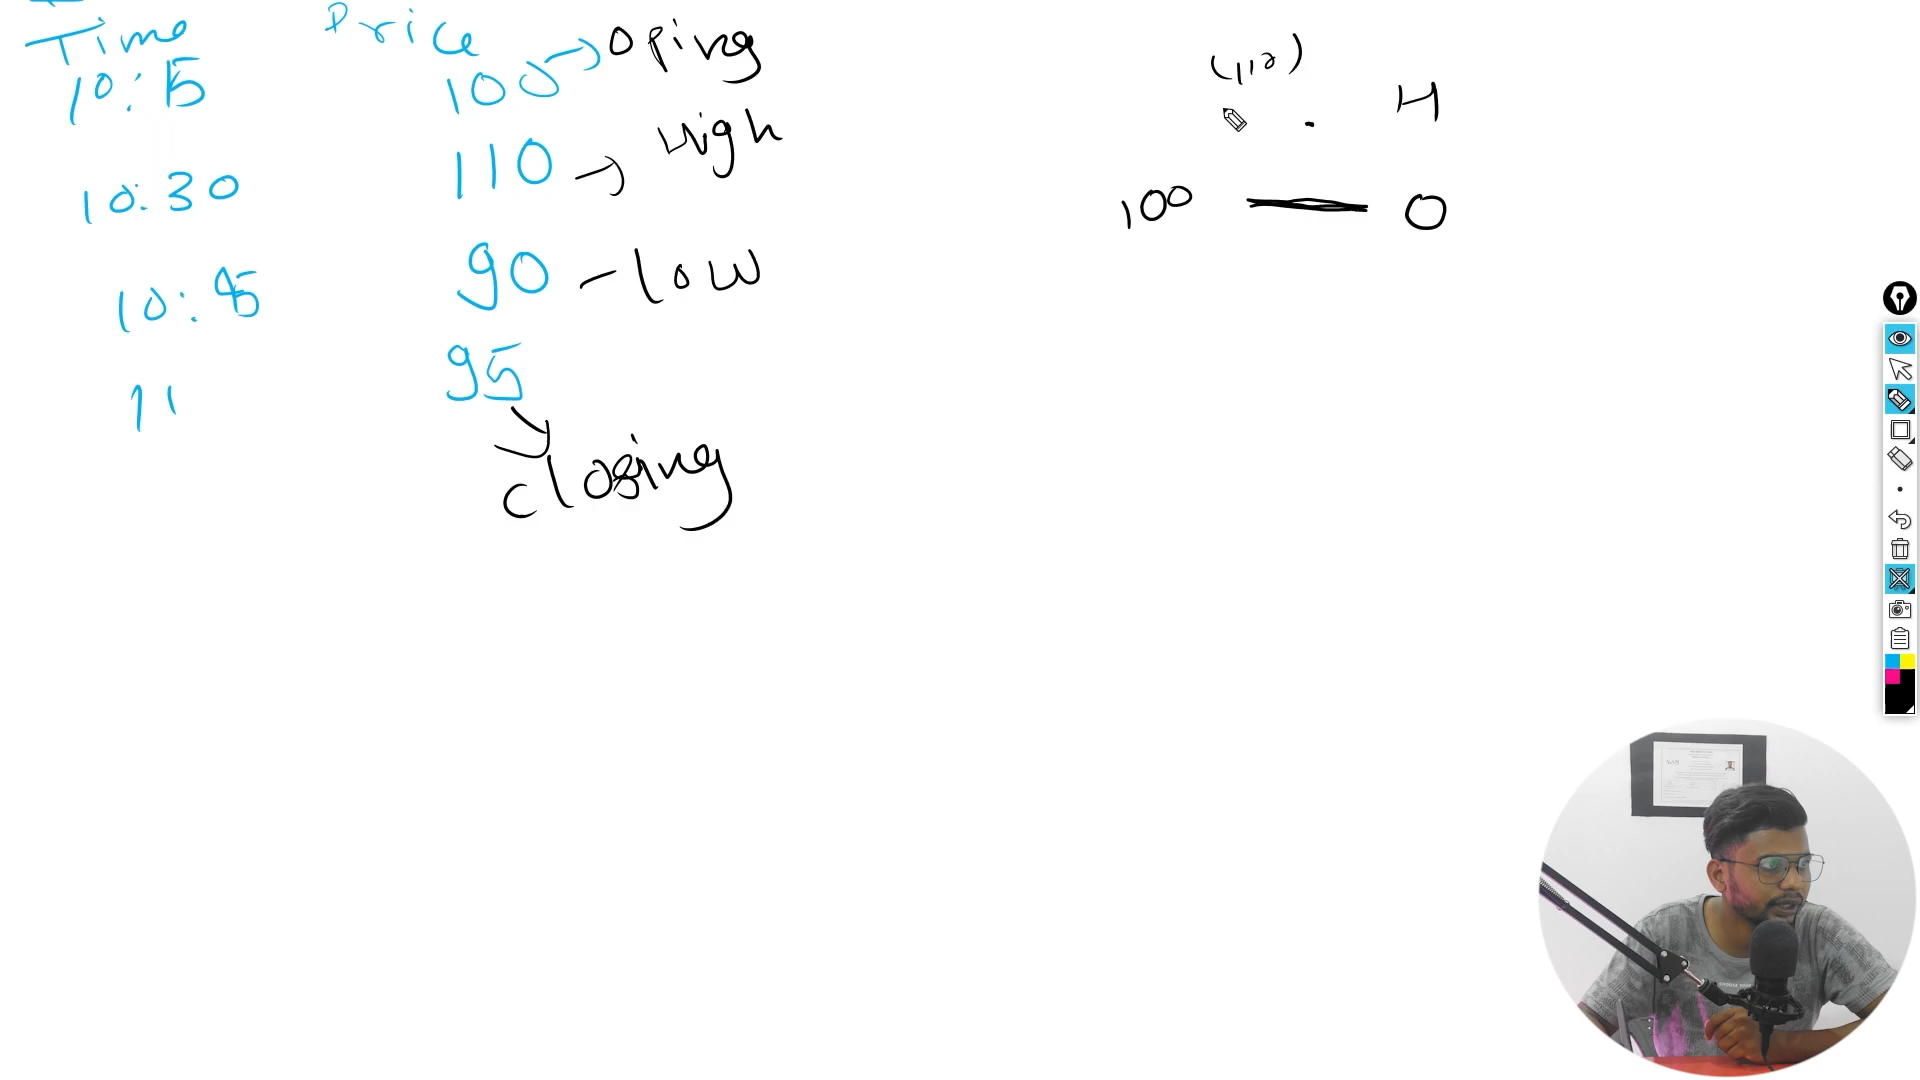 Time Price
10:15 100 → Oping
10:30 110 → High
10:45 90 - low
11 95
closing
(110) H
100 O